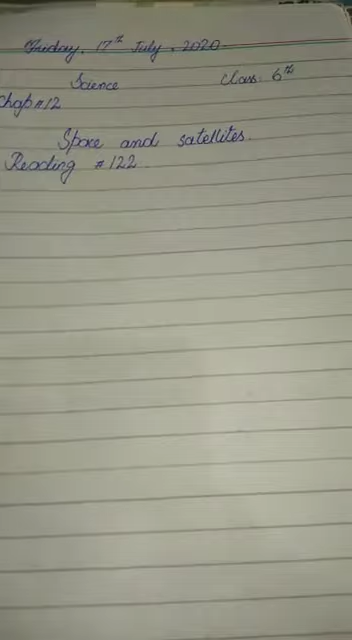 Friday, 17th July, 2020
Science Class: 6th
Chap#12
Space and satellites.
Reading #122